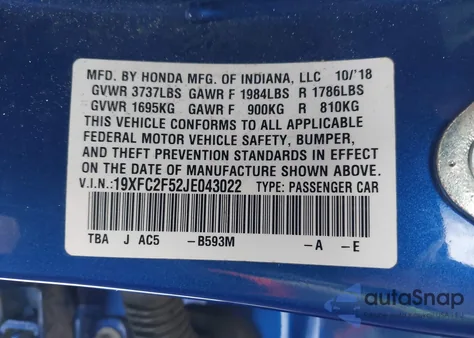 MFD. BY HONDA MFG. OF INDIANA, LLC 10/'18
GVWR 3737LBS GAWR F 1984LBS R 1786LBS
GVWR 1695KG GAWR F 900KG R 810KG
THIS VEHICLE CONFORMS TO ALL APPLICABLE
FEDERAL MOTOR VEHICLE SAFETY, BUMPER,
AND THEFT PREVENTION STANDARDS IN EFFECT
ON THE DATE OF MANUFACTURE SHOWN ABOVE.
V.I.N: 19XFC2F52JE043022 TYPE: PASSENGER CAR
TBA J AC5 -B593M -A -E
autoSnap